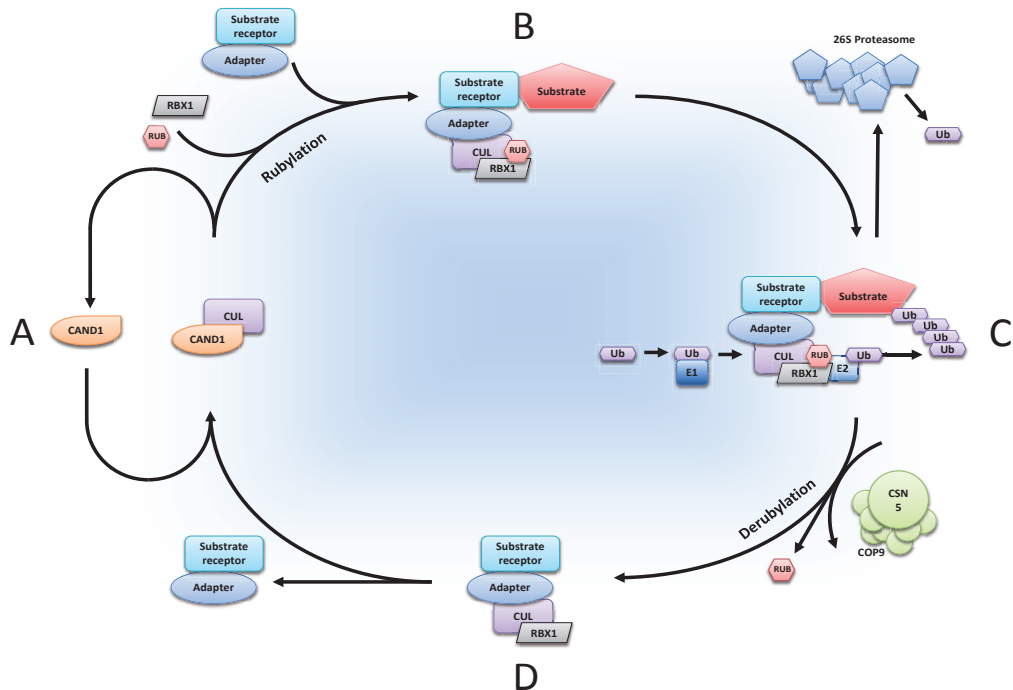 Substrate
receptor
Adapter
B
26S Proteasome
RBX1
RUB
Rubylation
Substrate
receptor
Substrate
Adapter
CUL
RUB
RBX1
Ub
A
CAND1
CUL
CAND1
Substrate
receptor
Substrate
Adapter
Ub
Ub
Ub
Ub
C
Ub
Ub
E1
CUL
RUB
RBX1
E2
Ub
Derubylation
CSN
5
COP9
RUB
Substrate
receptor
Adapter
Substrate
receptor
Adapter
CUL
RBX1
D